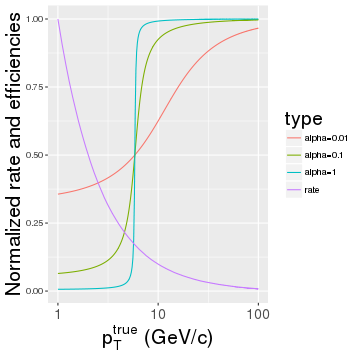 Normalized rate and efficiencies
1.00
0.75
0.50
0.25
0.00
1
10
100
p_T^true (GeV/c)
type
alpha=0.01
alpha=0.1
alpha=1
rate